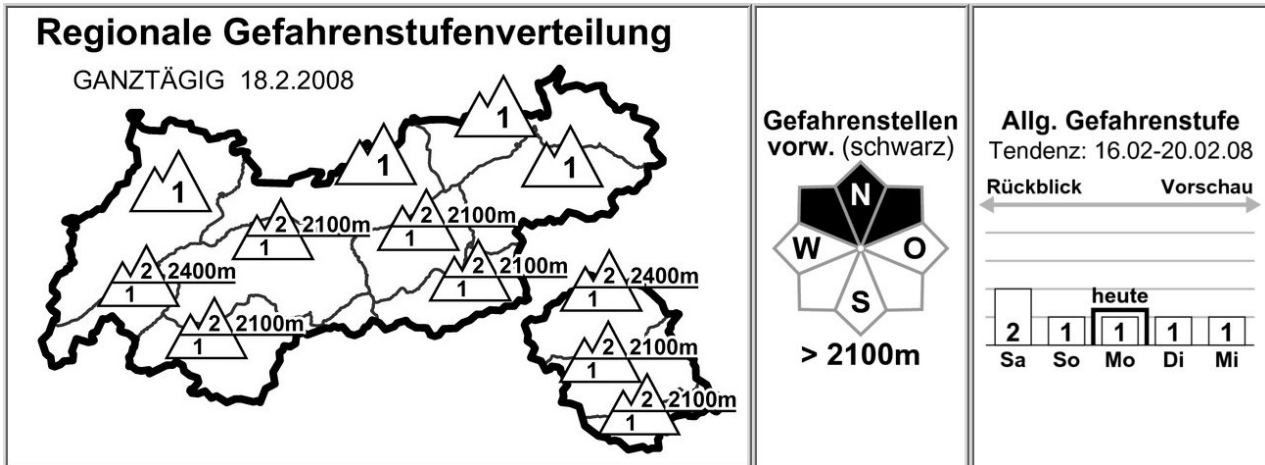 Regionale Gefahrenstufenverteilung
GANZTÄGIG 18.2.2008
1
1
1
1
2 2100m
1
2 2100m
1
2 2400m
1
2 2100m
1
2 2400m
1
2 2100m
1
2 2100m
1
2 2100m
1
Gefahrenstellen
vorw. (schwarz)
N
W O
S
> 2100m
Allg. Gefahrenstufe
Tendenz: 16.02-20.02.08
Rückblick Vorschau
heute
2 1 1 1 1
Sa So Mo Di Mi